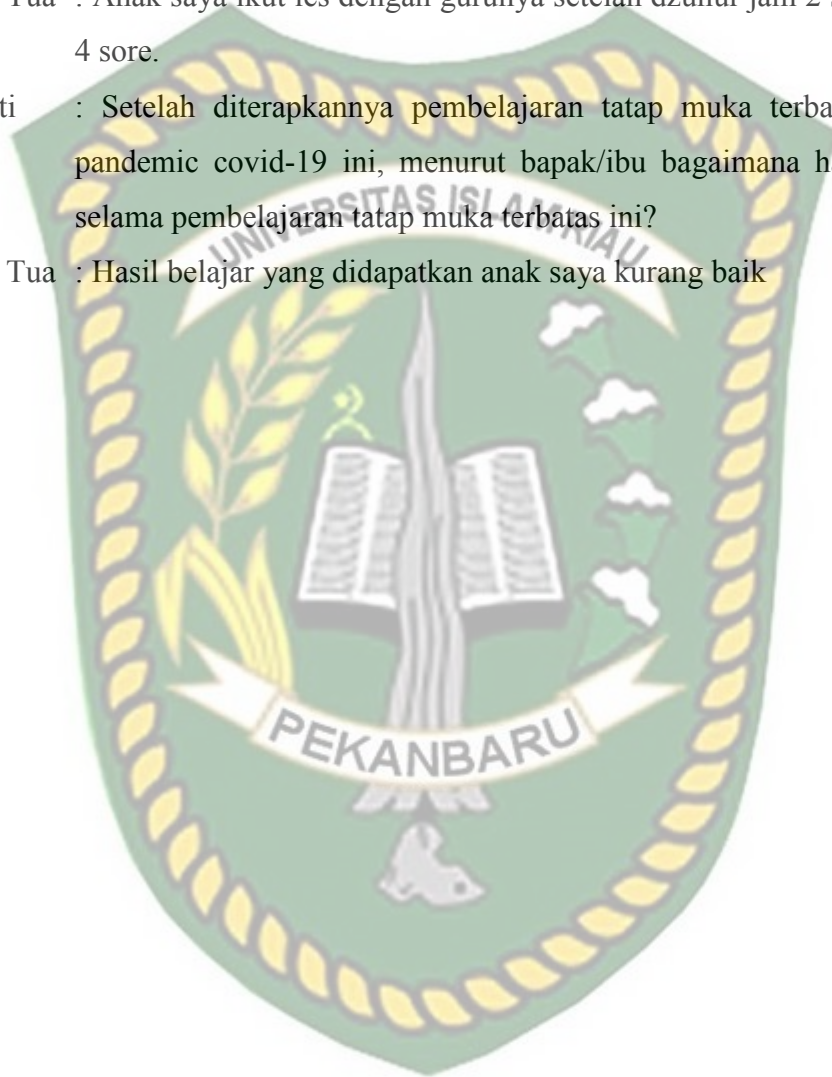 Tua : Anak saya ikut les dengan gurunya setelah dzuhur jam 2
4 sore.
ti : Setelah diterapkannya pembelajaran tatap muka terba
pandemic covid-19 ini, menurut bapak/ibu bagaimana h
selama pembelajaran tatap muka terbatas ini?
UNIVERSITAS ISLAM RIAU
Tua : Hasil belajar yang didapatkan anak saya kurang baik
PEKANBARU